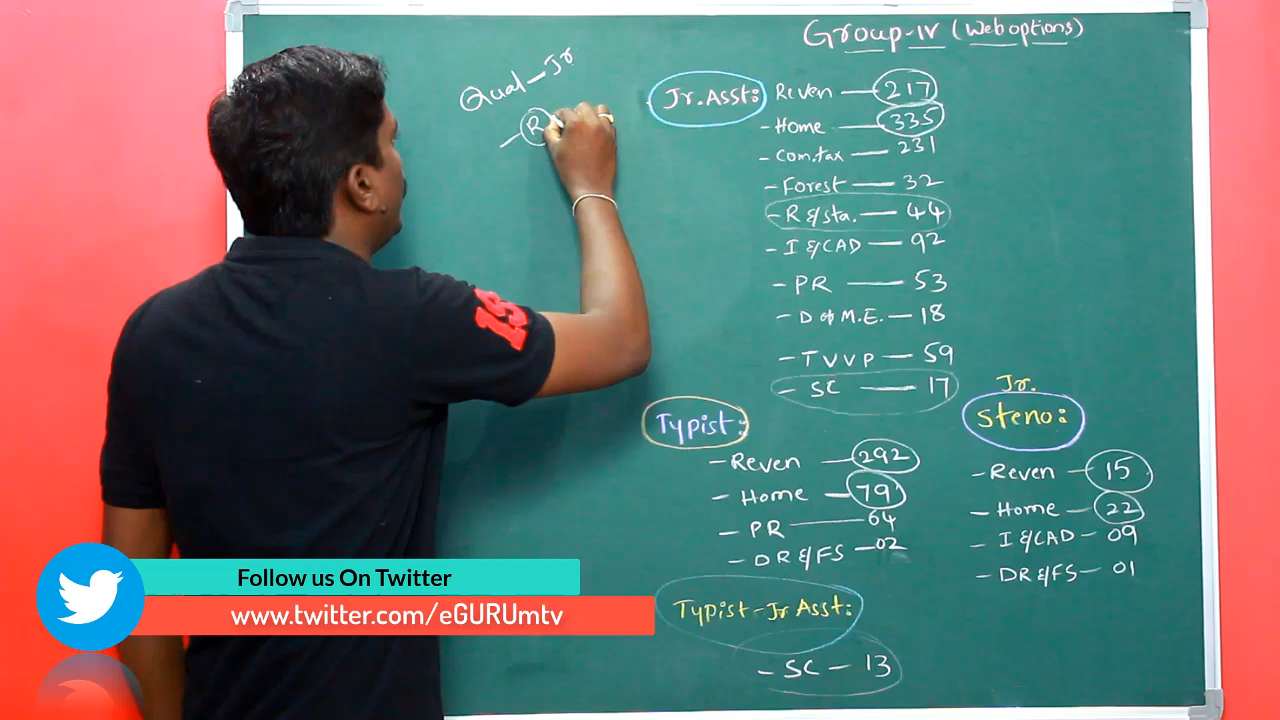 Group-IV (Web options)
Qual - Jr
- R
Jr. Asst: Reven - 217
- Home - 335
- Com.tax - 231
- Forest - 32
- R & Sta. - 44
- I & CAD - 92
- PR - 53
- D of M.E. - 18
- TVVP - 59
- SC - 17
Typist:
- Reven - 292
- Home - 79
- PR - 64
- DR & FS - 02
Jr.
Steno:
- Reven - 15
- Home - 22
- I & CAD - 09
- DR & FS - 01
Typist - Jr Asst:
- SC - 13
15
Follow us On Twitter
www.twitter.com/eGURUmtv